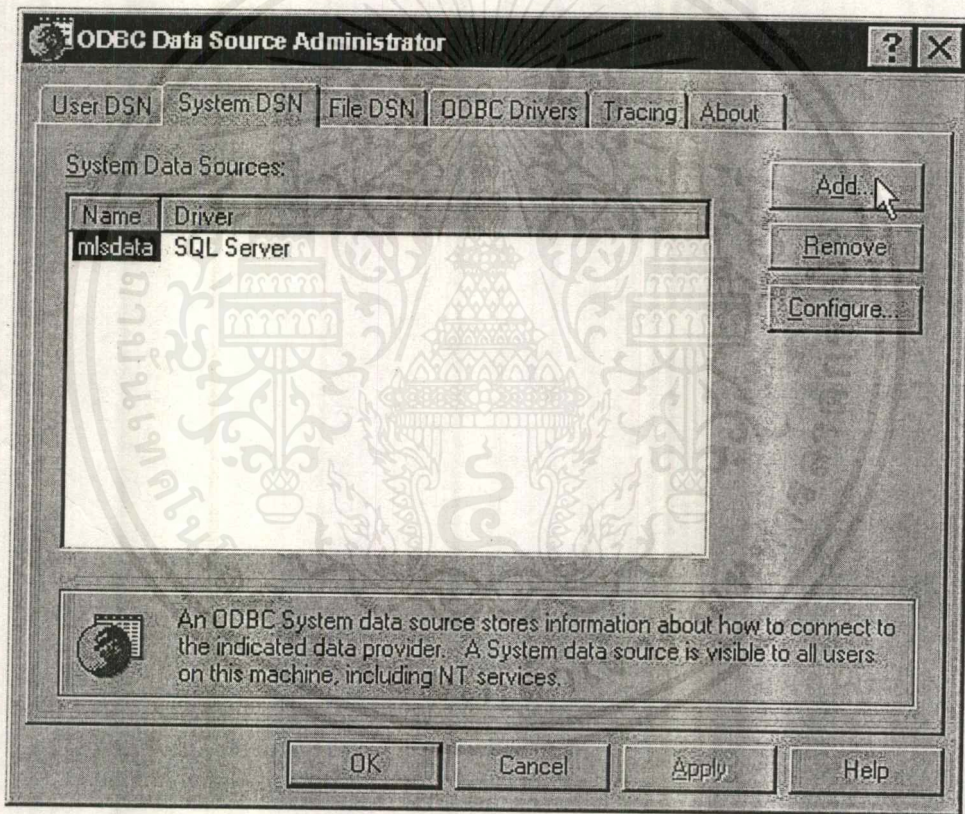 ODBC Data Source Administrator
User DSN System DSN File DSN ODBC Drivers Tracing About
System Data Sources:
Name Driver
mlsdata SQL Server
Add...
Remove
Configure...
An ODBC System data source stores information about how to connect to
the indicated data provider. A System data source is visible to all users
on this machine, including NT services.
OK Cancel Apply Help